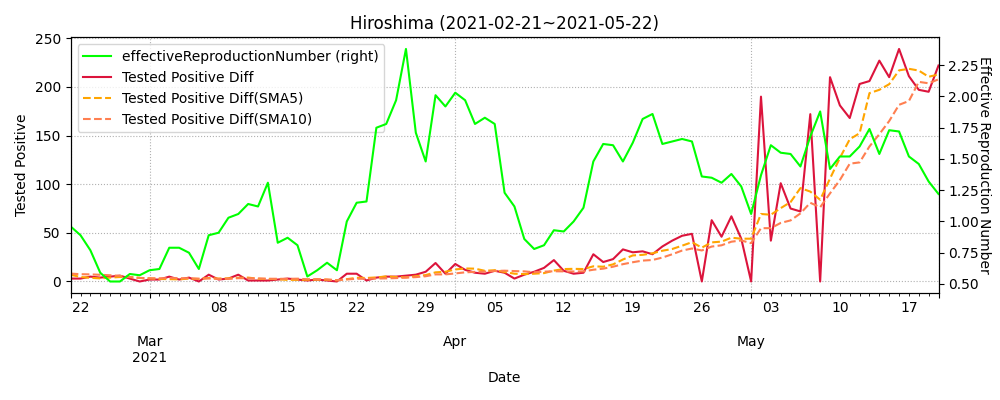 Hiroshima (2021-02-21~2021-05-22)
effectiveReproductionNumber (right)
Tested Positive Diff
Tested Positive Diff(SMA5)
Tested Positive Diff(SMA10)
Tested Positive
250
200
150
100
50
0
2.25
2.00
1.75
1.50
1.25
1.00
0.75
0.50
Effective Reproduction Number
22 08 15 22 29 05 12 19 26 03 10 17
Mar Apr May
2021
Date